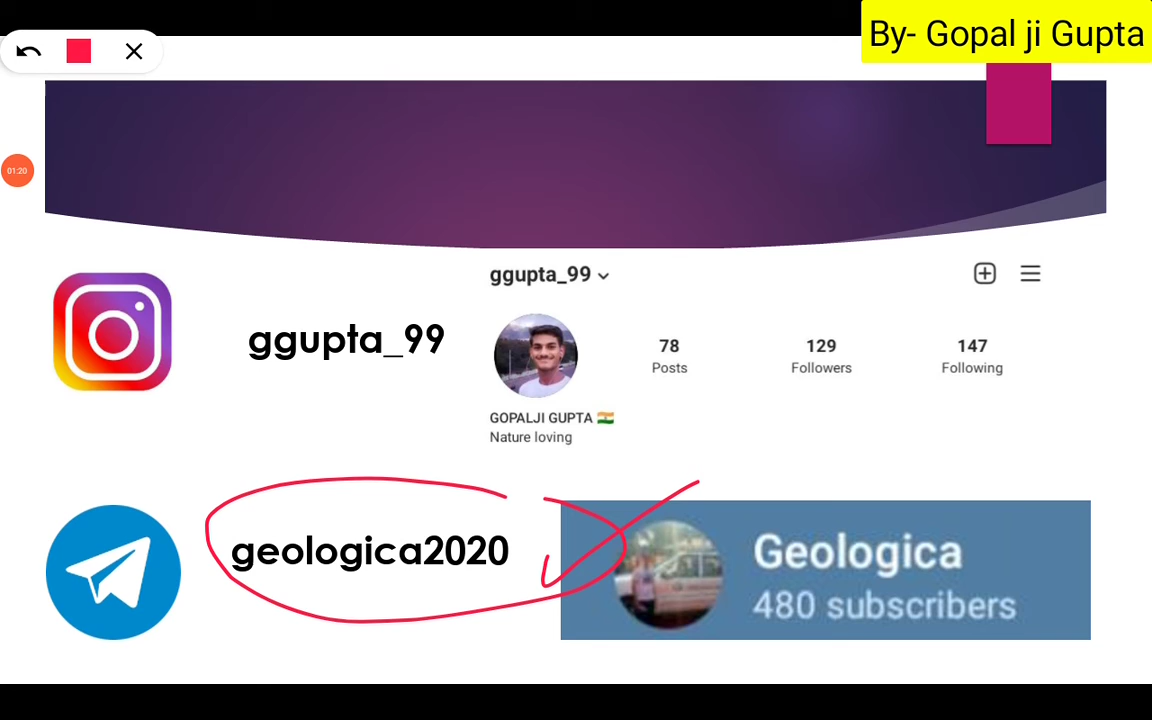 By- Gopal ji Gupta
01:20
ggupta_99
ggupta_99
78
Posts
129
Followers
147
Following
GOPALJI GUPTA 🇮🇳
Nature loving
geologica2020
Geologica
480 subscribers